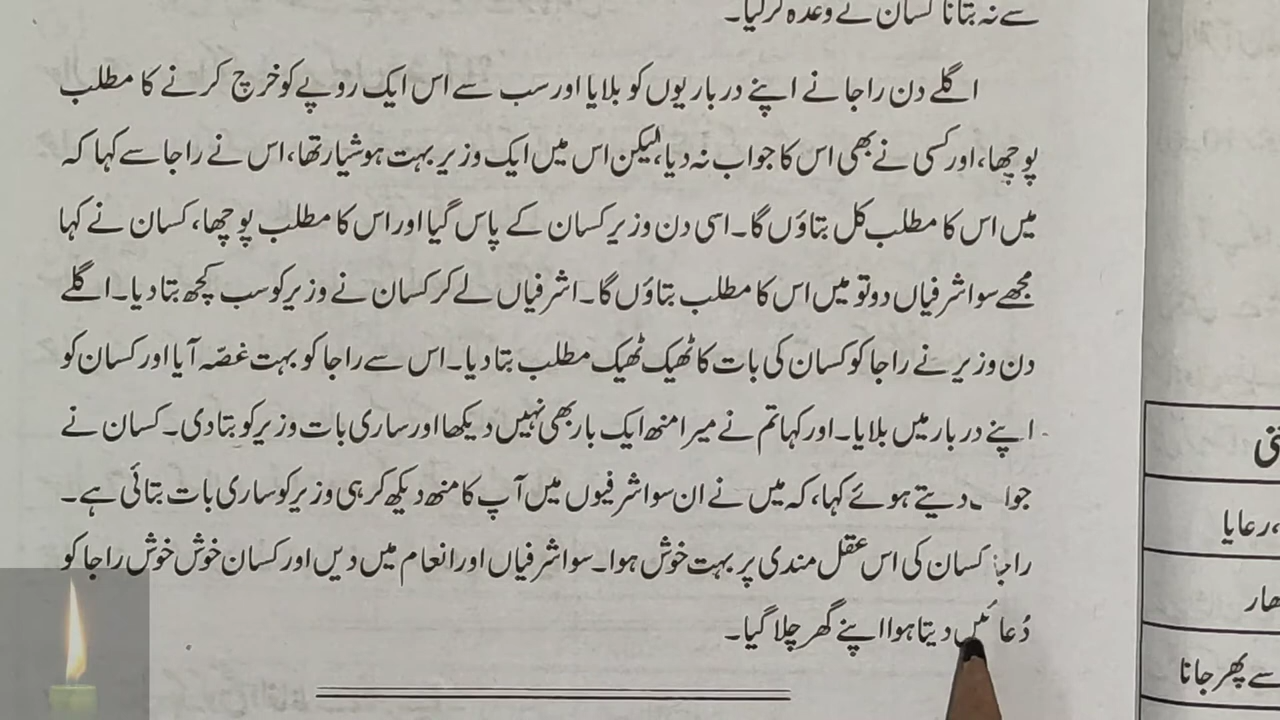 سے نہ بتانا کسان نے وعدہ کرلیا۔
اگلے دن راجا نے اپنے درباریوں کو بلایا اور سب سے اس ایک روپے کو خرچ کرنے کا مطلب
پوچھا، اور کسی نے بھی اس کا جواب نہ دیا، لیکن اس میں ایک وزیر بہت ہوشیار تھا، اس نے راجا سے کہا کہ
میں اس کا مطلب کل بتاؤں گا۔ اسی دن وزیر کسان کے پاس گیا اور اس کا مطلب پوچھا، کسان نے کہا
مجھے سو اشرفیاں دو تو میں اس کا مطلب بتاؤں گا۔ اشرفیاں لے کر کسان نے وزیر کو سب کچھ بتا دیا۔ اگلے
دن وزیر نے راجا کو کسان کی بات کا ٹھیک ٹھیک مطلب بتا دیا۔ اس سے راجا کو بہت غصّہ آیا اور کسان کو
اپنے دربار میں بلایا۔ اور کہا تم نے میرا منھ ایک بار بھی نہیں دیکھا اور ساری بات وزیر کو بتا دی۔ کسان نے
جواب دیتے ہوئے کہا، کہ میں نے ان سو اشرفیوں میں آپ کا منھ دیکھ کر ہی وزیر کو ساری بات بتائی ہے۔
راجا کسان کی اس عقل مندی پر بہت خوش ہوا۔ سو اشرفیاں اور انعام میں دیں اور کسان خوش خوش راجا کو
دُعائیں دیتا ہوا اپنے گھر چلا گیا۔
، رعایا
سے پھر جانا